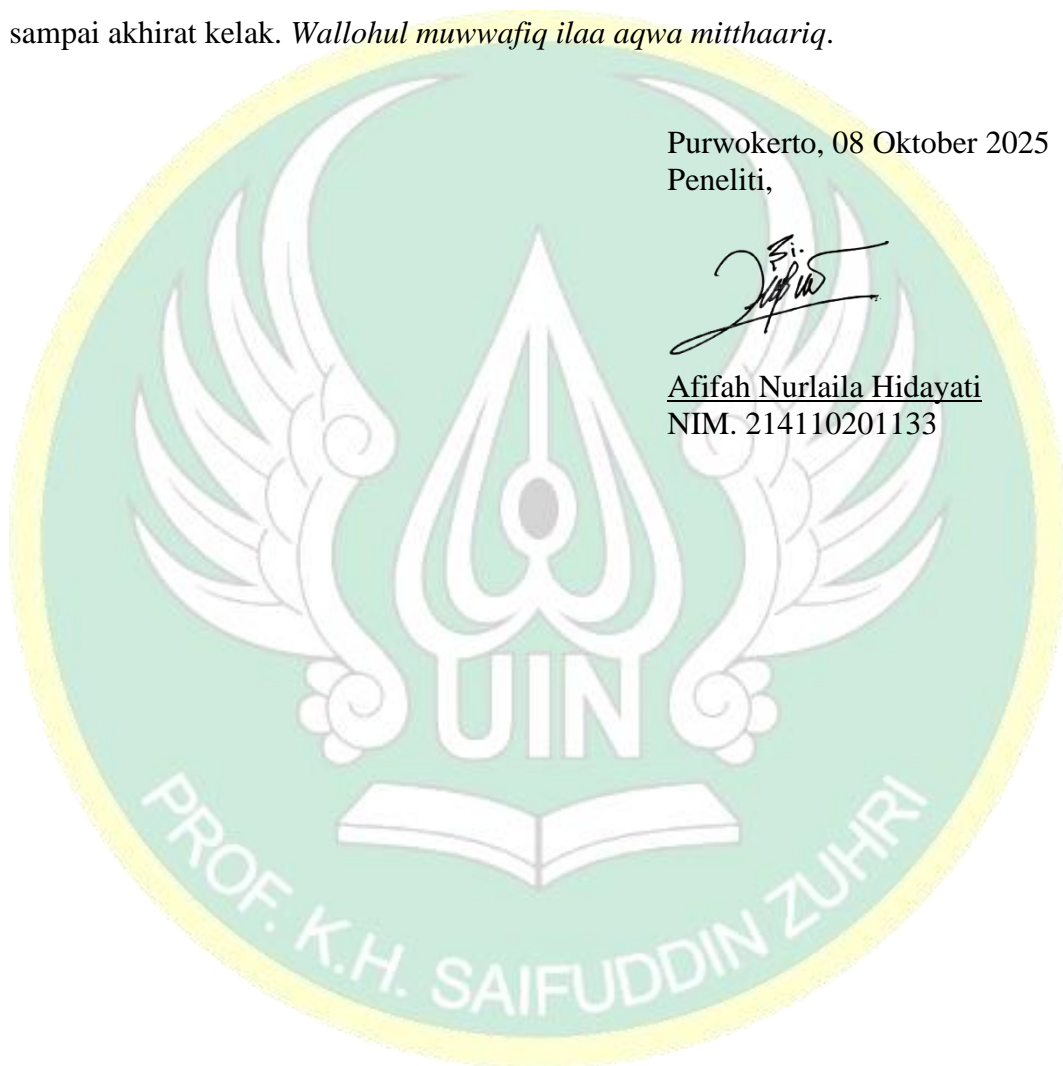 sampai akhirat kelak. Wallohul muwwafiq ilaa aqwa mitthaariq.
Purwokerto, 08 Oktober 2025
Peneliti,
Afifah Nurlaila Hidayati
NIM. 214110201133
UIN
PROF. K.H. SAIFUDDIN ZUHRI